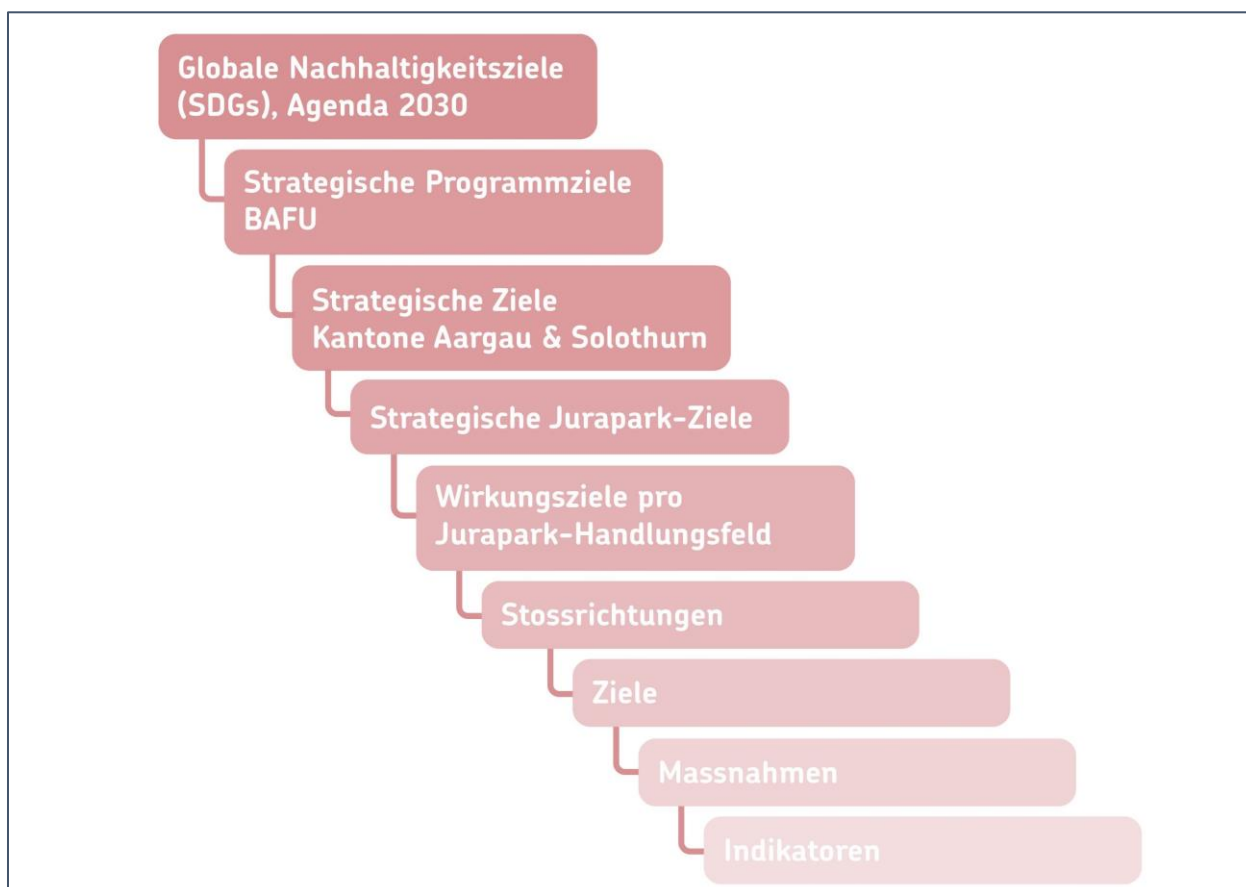 Globale Nachhaltigkeitsziele
(SDGs), Agenda 2030
Strategische Programmziele
BAFU
Strategische Ziele
Kantone Aargau & Solothurn
Strategische Jurapark-Ziele
Wirkungsziele pro
Jurapark-Handlungsfeld
Stossrichtungen
Ziele
Massnahmen
Indikatoren